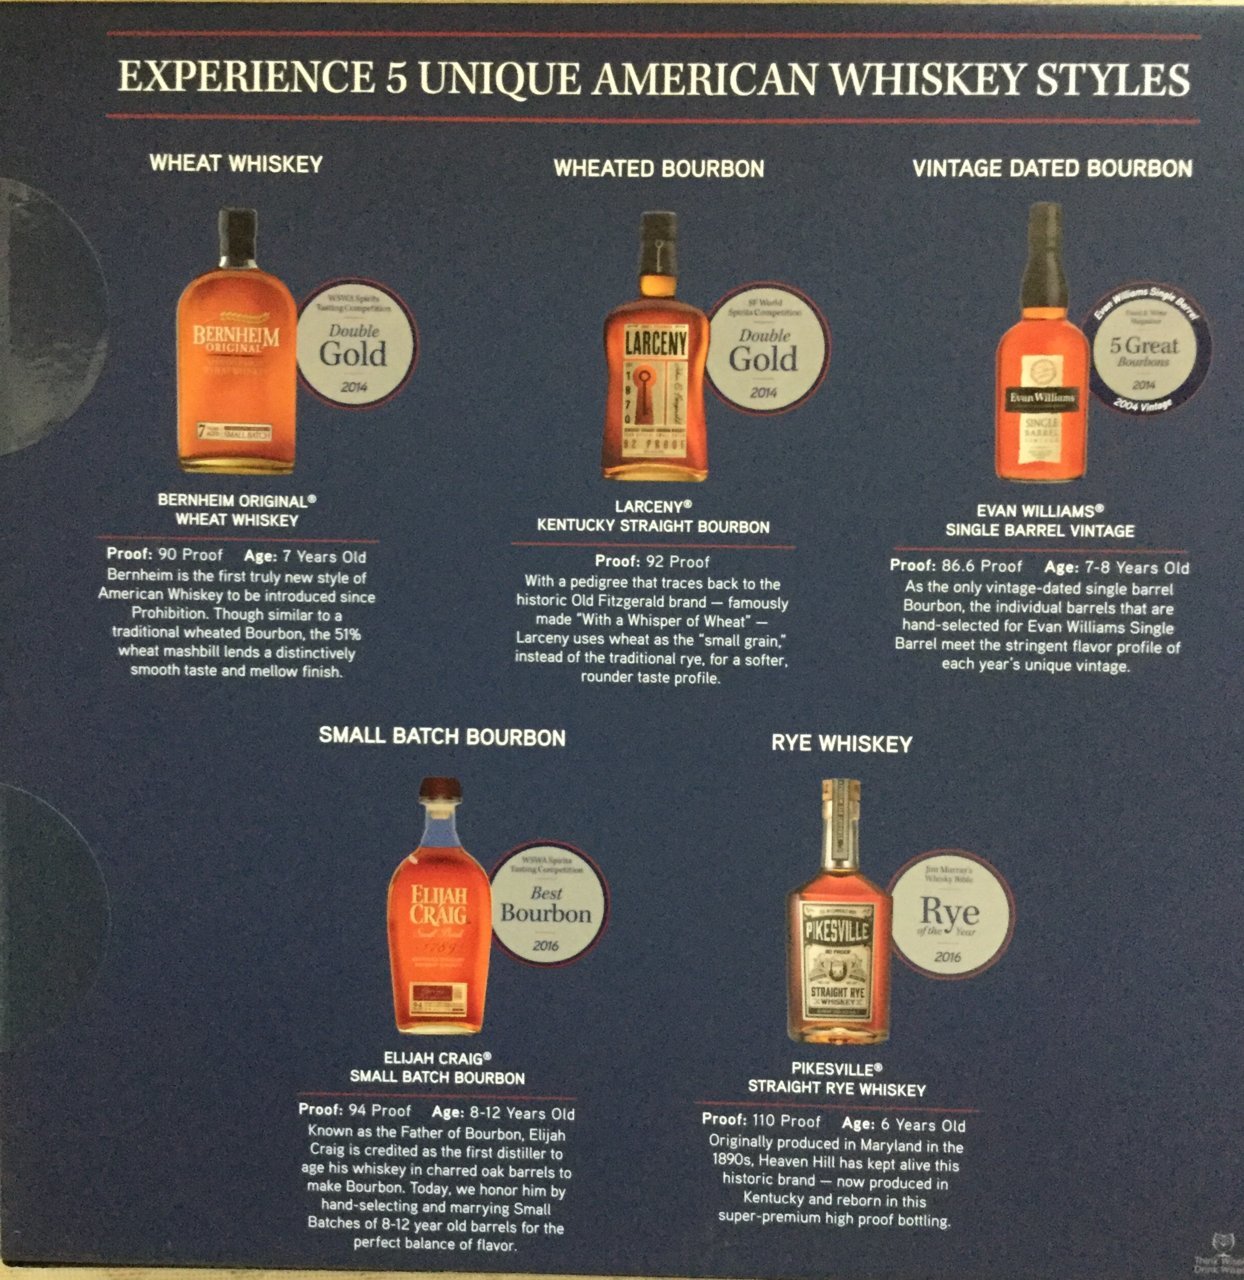 EXPERIENCE 5 UNIQUE AMERICAN WHISKEY STYLES
WHEAT WHISKEY
BERNHEIM
ORIGINAL
7
SMALL BATCH
WSWA Spirits
Tasting Competition
Double
Gold
2014
BERNHEIM ORIGINAL®
WHEAT WHISKEY
Proof: 90 Proof Age: 7 Years Old
Bernheim is the first truly new style of
American Whiskey to be introduced since
Prohibition. Though similar to a
traditional wheated Bourbon, the 51%
wheat mashbill lends a distinctively
smooth taste and mellow finish.
WHEATED BOURBON
LARCENY
1
8
7
0
92 PROOF
SF World
Spirits Competition
Double
Gold
2014
LARCENY®
KENTUCKY STRAIGHT BOURBON
Proof: 92 Proof
With a pedigree that traces back to the
historic Old Fitzgerald brand — famously
made "With a Whisper of Wheat" —
Larceny uses wheat as the "small grain,"
instead of the traditional rye, for a softer,
rounder taste profile.
VINTAGE DATED BOURBON
Evan Williams
SINGLE
BARREL
Evan Williams Single Barrel
5 Great
Bourbons
2014
2004 Vintage
EVAN WILLIAMS®
SINGLE BARREL VINTAGE
Proof: 86.6 Proof Age: 7-8 Years Old
As the only vintage-dated single barrel
Bourbon, the individual barrels that are
hand-selected for Evan Williams Single
Barrel meet the stringent flavor profile of
each year's unique vintage.
SMALL BATCH BOURBON
ELIJAH
CRAIG
Small Batch
1789
94
WSWA Spirits
Tasting Competition
Best
Bourbon
2016
ELIJAH CRAIG®
SMALL BATCH BOURBON
Proof: 94 Proof Age: 8-12 Years Old
Known as the Father of Bourbon, Elijah
Craig is credited as the first distiller to
age his whiskey in charred oak barrels to
make Bourbon. Today, we honor him by
hand-selecting and marrying Small
Batches of 8-12 year old barrels for the
perfect balance of flavor.
RYE WHISKEY
PIKESVILLE
110 PROOF
STRAIGHT RYE
WHISKEY
Jim Murray's
Whisky Bible
Rye
of the Year
2016
PIKESVILLE®
STRAIGHT RYE WHISKEY
Proof: 110 Proof Age: 6 Years Old
Originally produced in Maryland in the
1890s, Heaven Hill has kept alive this
historic brand — now produced in
Kentucky and reborn in this
super-premium high proof bottling.
Think Wise
Drink Wise